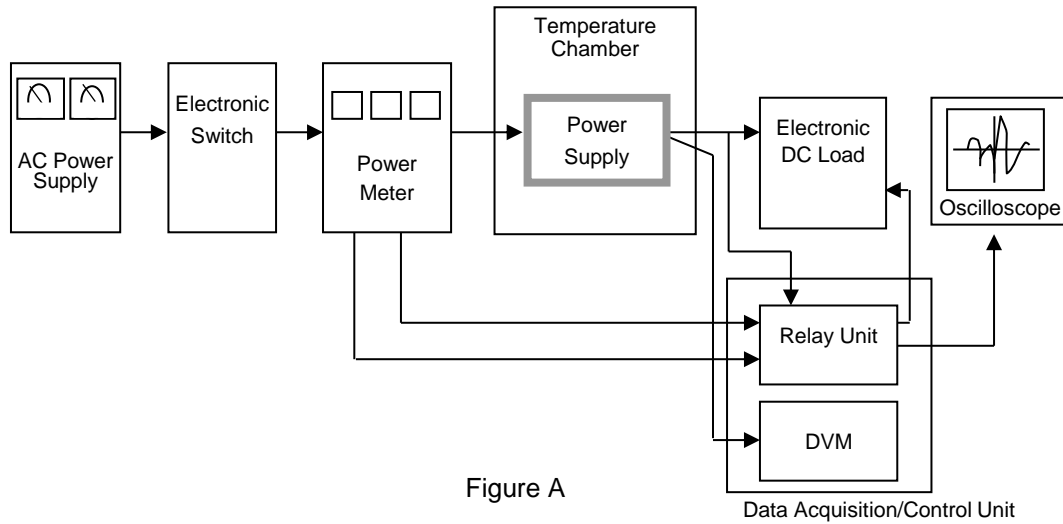 Temperature
Chamber
AC Power
Supply
Electronic
Switch
Power
Meter
Power
Supply
Electronic
DC Load
Oscilloscope
Relay Unit
DVM
Figure A
Data Acquisition/Control Unit